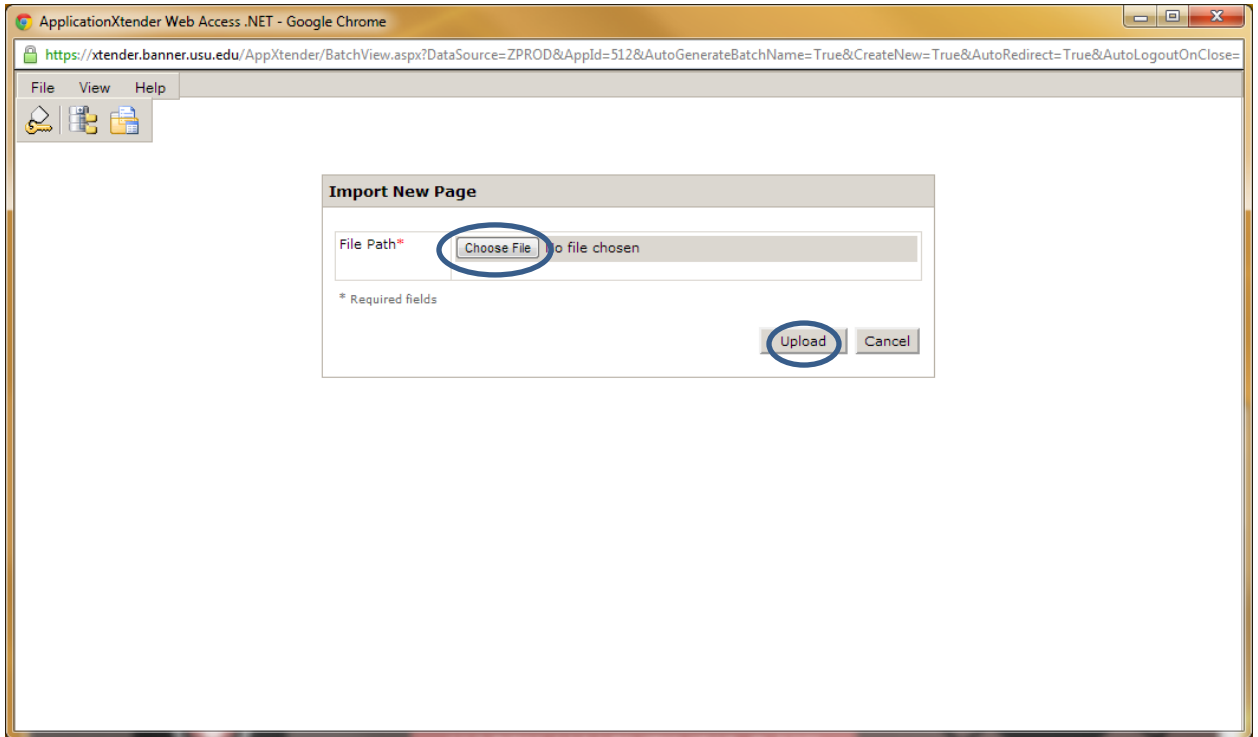 ApplicationXtender Web Access .NET - Google Chrome
https://xtender.banner.usu.edu/AppXtender/BatchView.aspx?DataSource=ZPROD&AppId=512&AutoGenerateBatchName=True&CreateNew=True&AutoRedirect=True&AutoLogoutOnClose=
File View Help
Import New Page
File Path* Choose File No file chosen
* Required fields
Upload Cancel